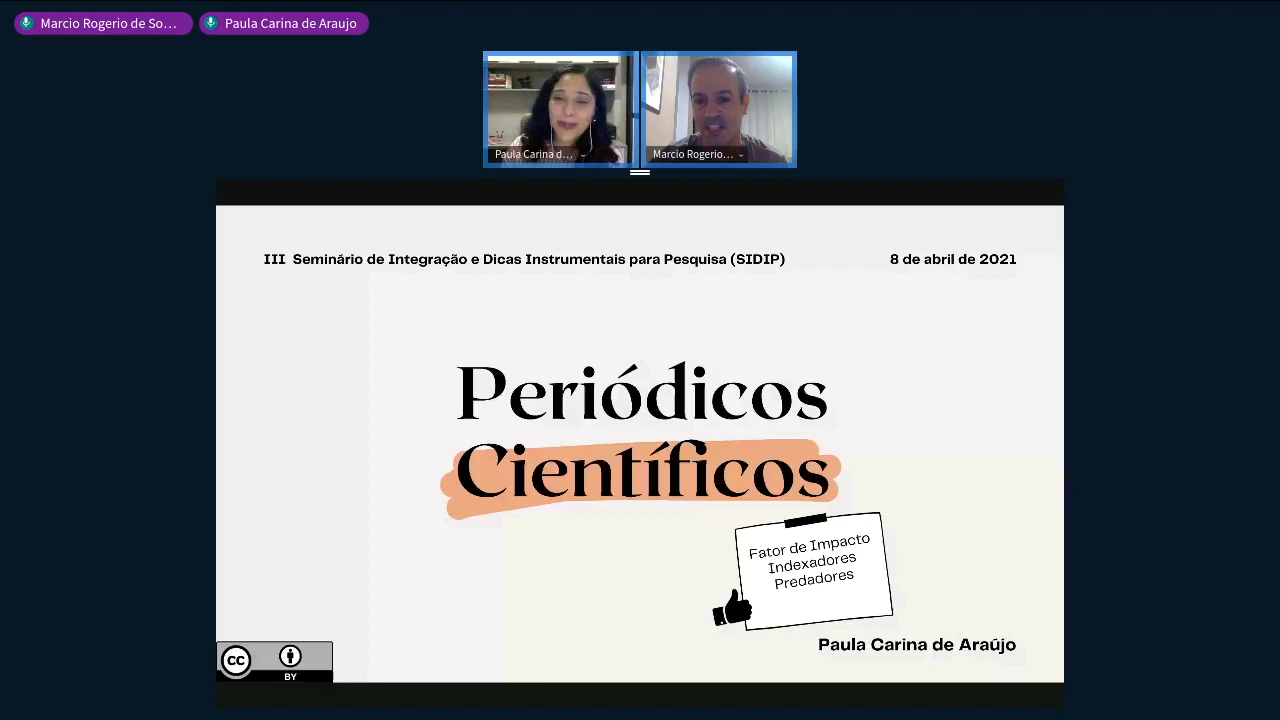 Marcio Rogerio de So...
Paula Carina de Araujo
Paula Carina d...
Marcio Rogerio...
III Seminário de Integração e Dicas Instrumentais para Pesquisa (SIDIP)
8 de abril de 2021
Periódicos
Científicos
Fator de Impacto
Indexadores
Predadores
Paula Carina de Araújo
CC
BY